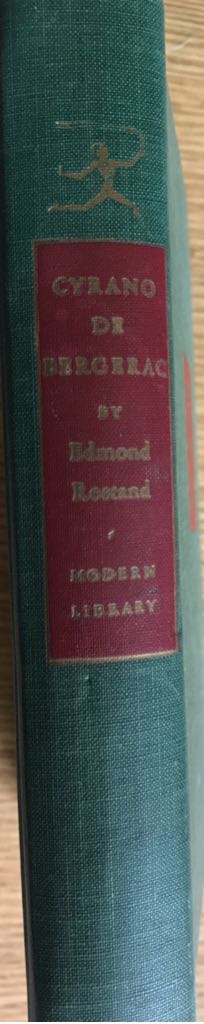 CYRANO
DE
BERGERAC
BY
Edmond
Rostand
MODERN
LIBRARY